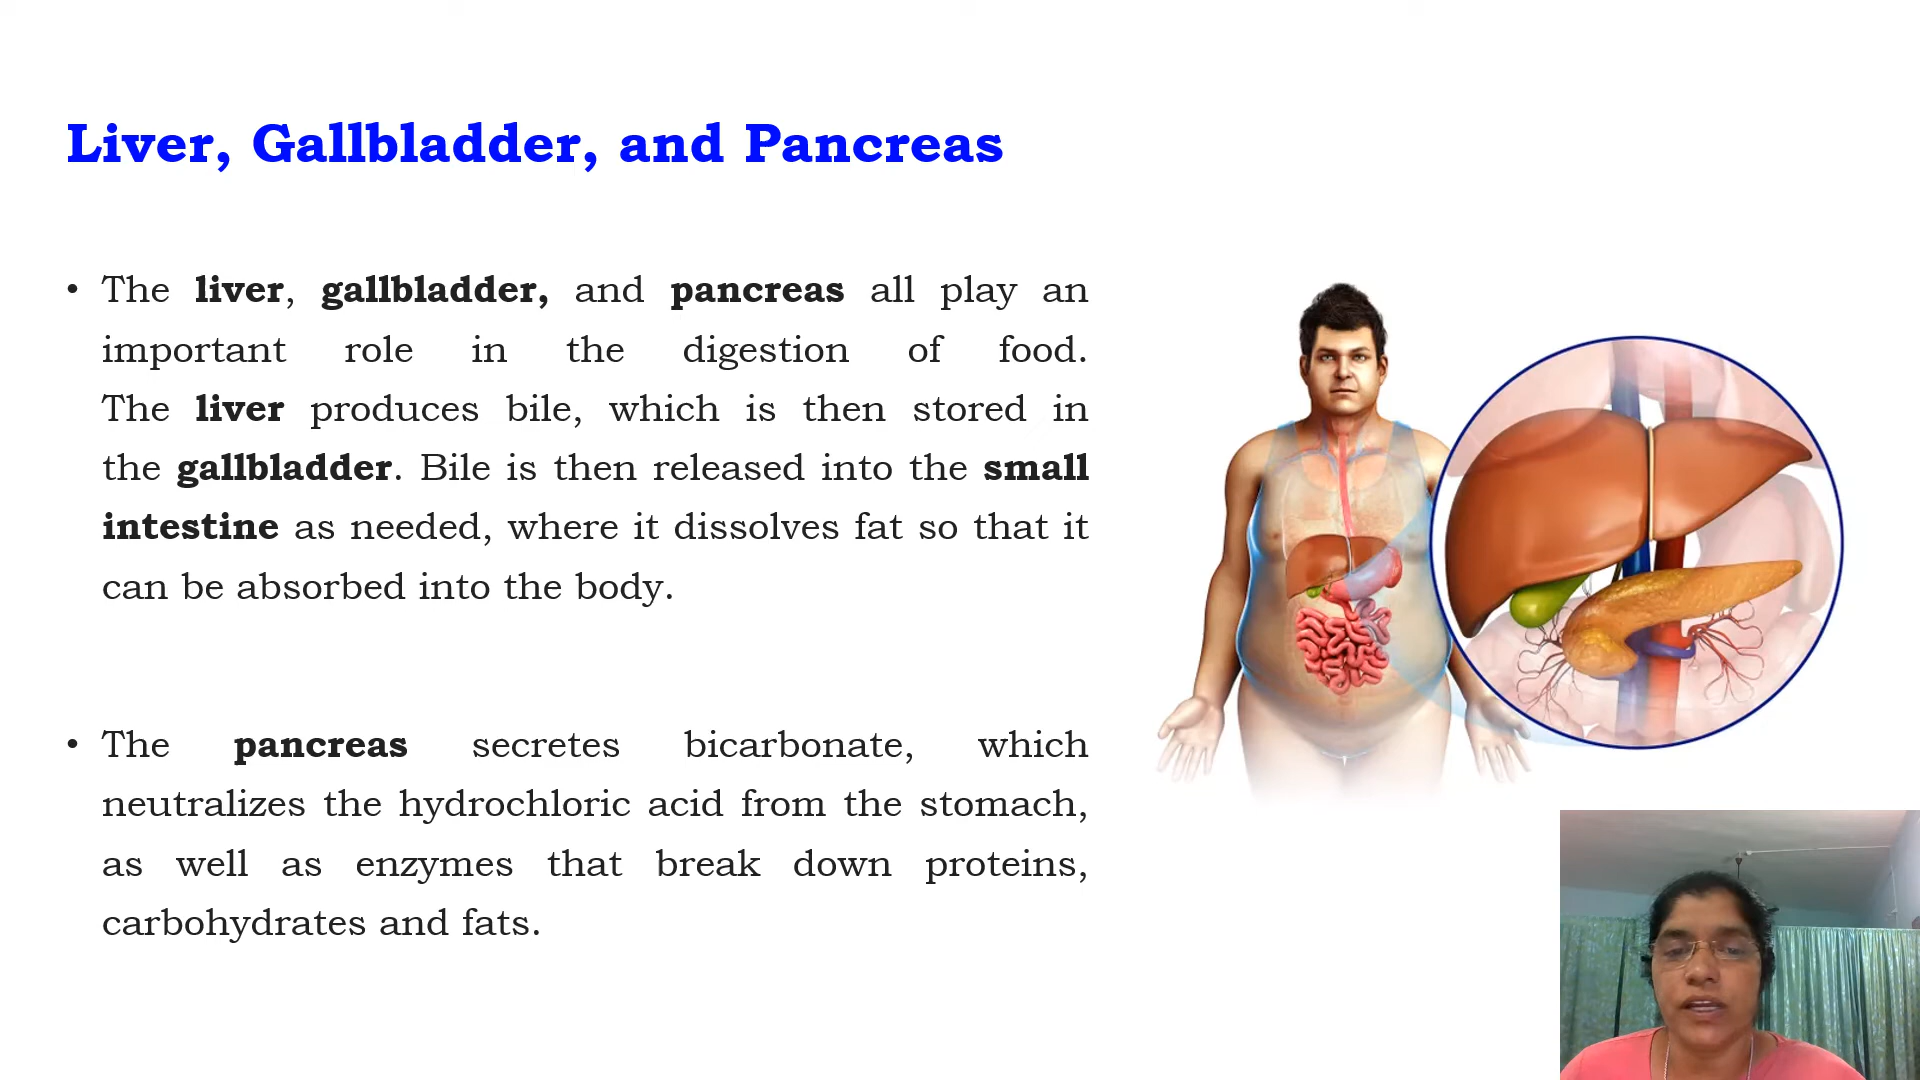 Liver, Gallbladder, and Pancreas
• The liver, gallbladder, and pancreas all play an
important role in the digestion of food.
The liver produces bile, which is then stored in
the gallbladder. Bile is then released into the small
intestine as needed, where it dissolves fat so that it
can be absorbed into the body.
• The pancreas secretes bicarbonate, which
neutralizes the hydrochloric acid from the stomach,
as well as enzymes that break down proteins,
carbohydrates and fats.